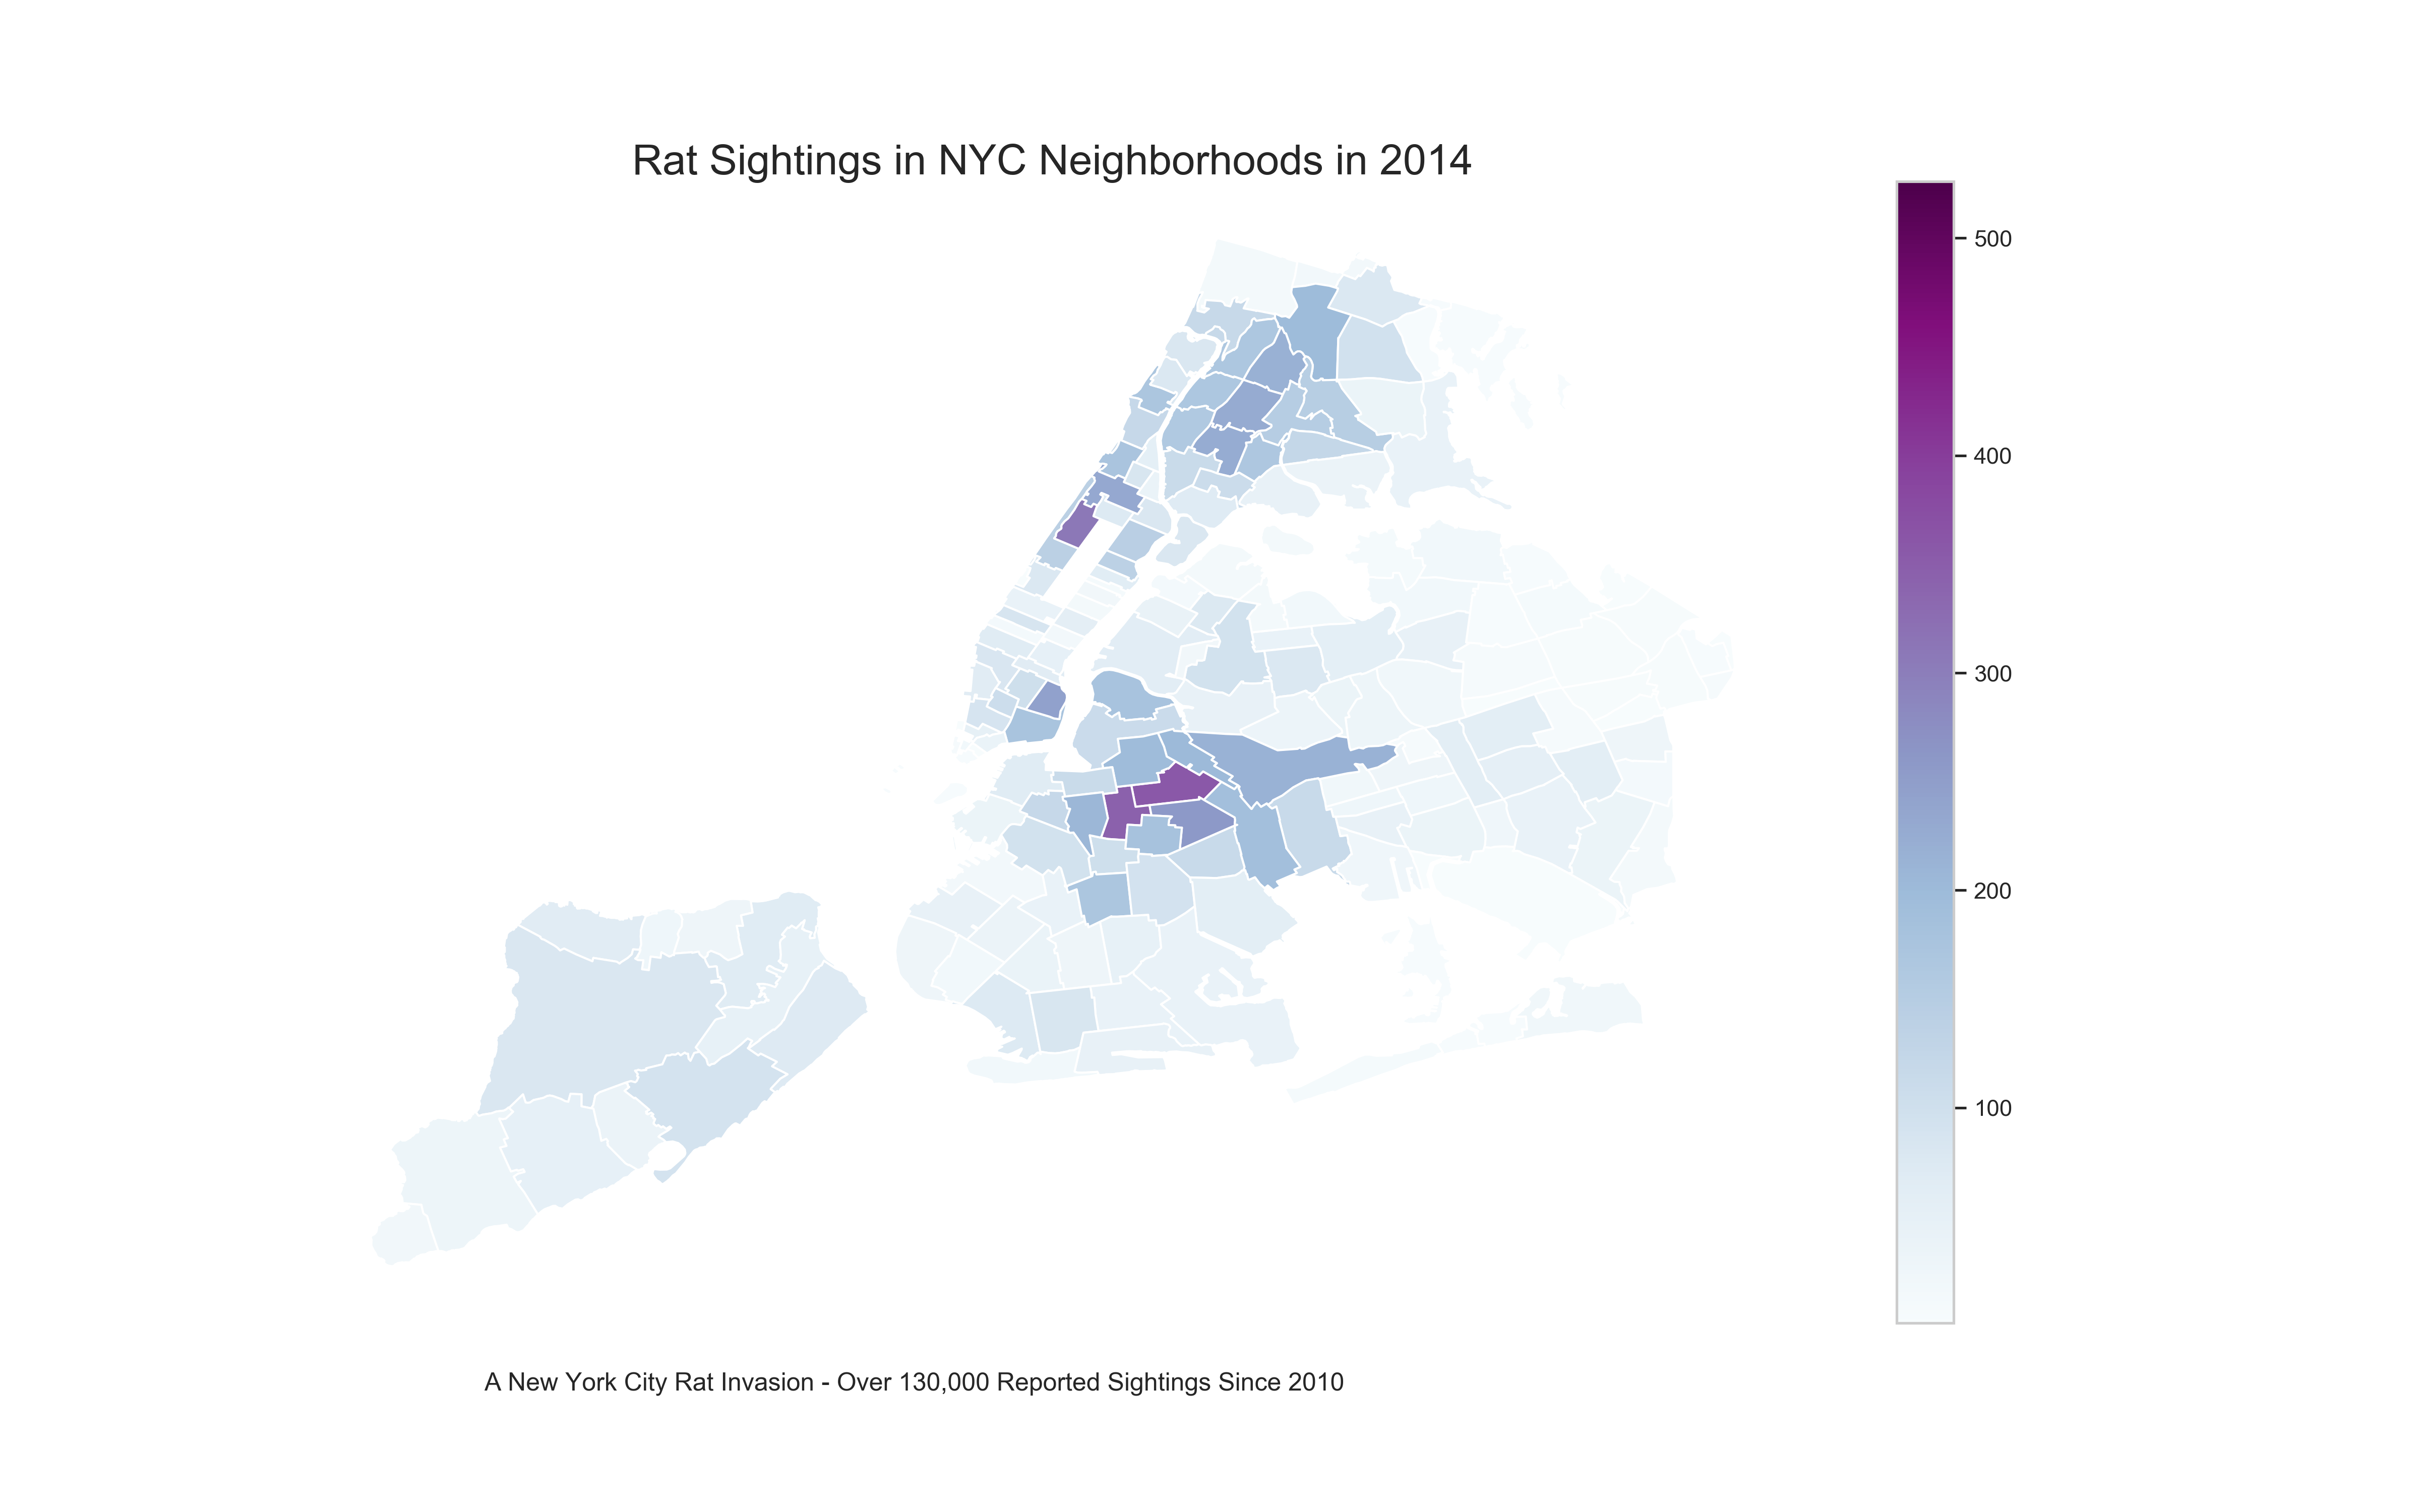 Rat Sightings in NYC Neighborhoods in 2014
500
400
300
200
100
A New York City Rat Invasion - Over 130,000 Reported Sightings Since 2010